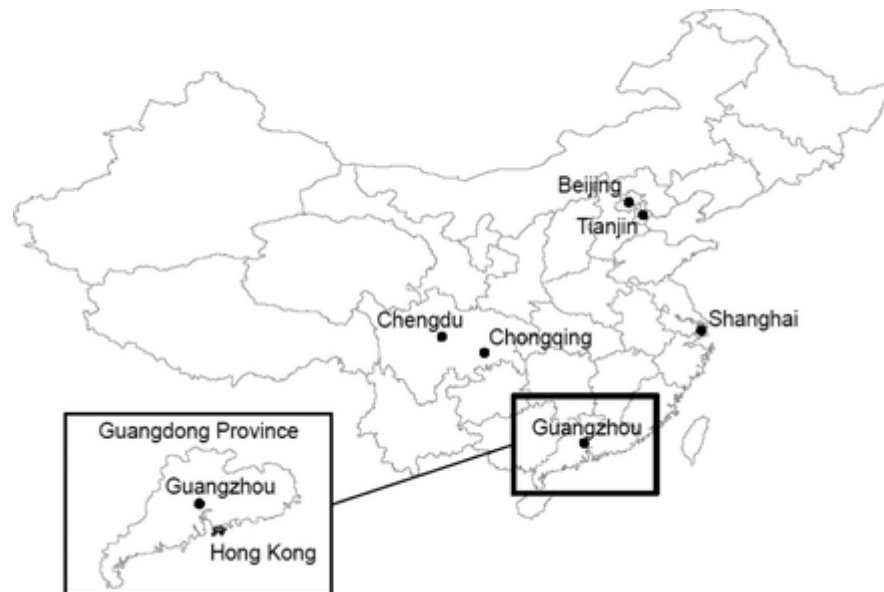 Beijing
Tianjin
Shanghai
Chengdu
Chongqing
Guangzhou
Guangdong Province
Guangzhou
Hong Kong